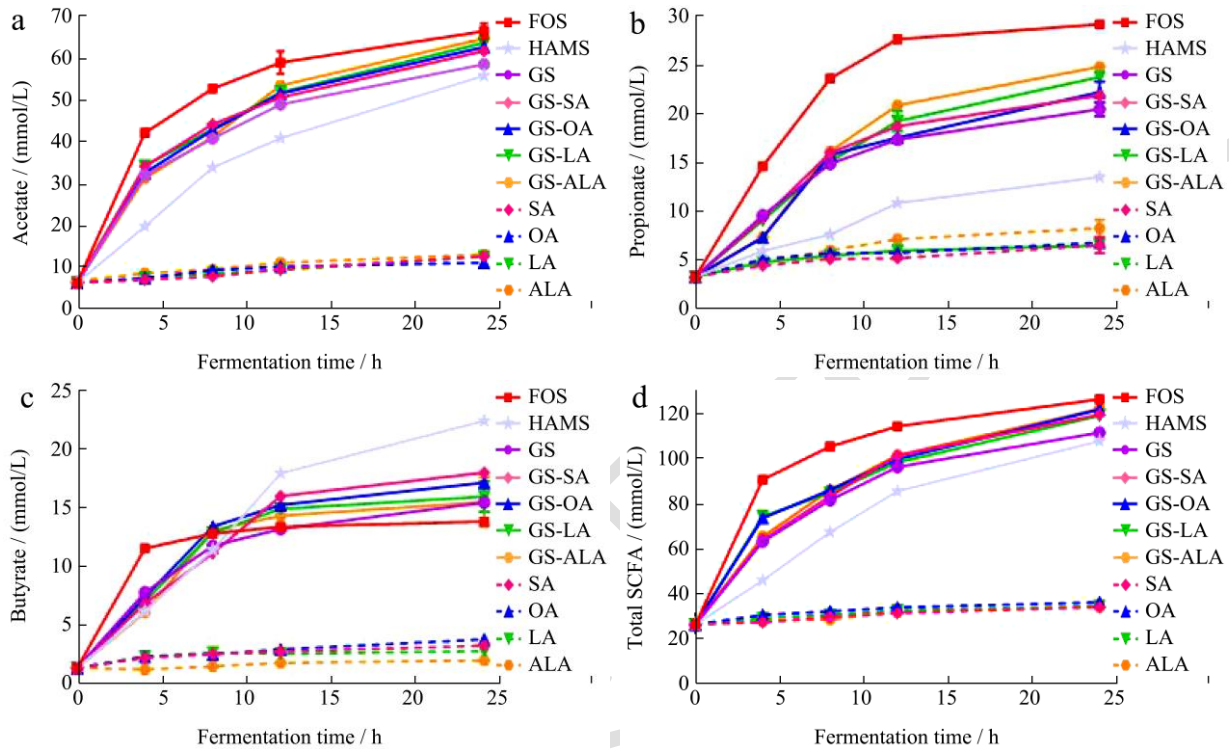 a
70
60
50
40
30
20
10
0
Acetate / (mmol/L)
0 5 10 15 20 25
Fermentation time / h
FOS
HAMS
GS
GS-SA
GS-OA
GS-LA
GS-ALA
SA
OA
LA
ALA
b
30
25
20
15
10
5
0
Propionate / (mmol/L)
0 5 10 15 20 25
Fermentation time / h
FOS
HAMS
GS
GS-SA
GS-OA
GS-LA
GS-ALA
SA
OA
LA
ALA
c
25
20
15
10
5
0
Butyrate / (mmol/L)
0 5 10 15 20 25
Fermentation time / h
FOS
HAMS
GS
GS-SA
GS-OA
GS-LA
GS-ALA
SA
OA
LA
ALA
d
120
100
80
60
40
20
0
Total SCFA / (mmol/L)
0 5 10 15 20 25
Fermentation time / h
FOS
HAMS
GS
GS-SA
GS-OA
GS-LA
GS-ALA
SA
OA
LA
ALA